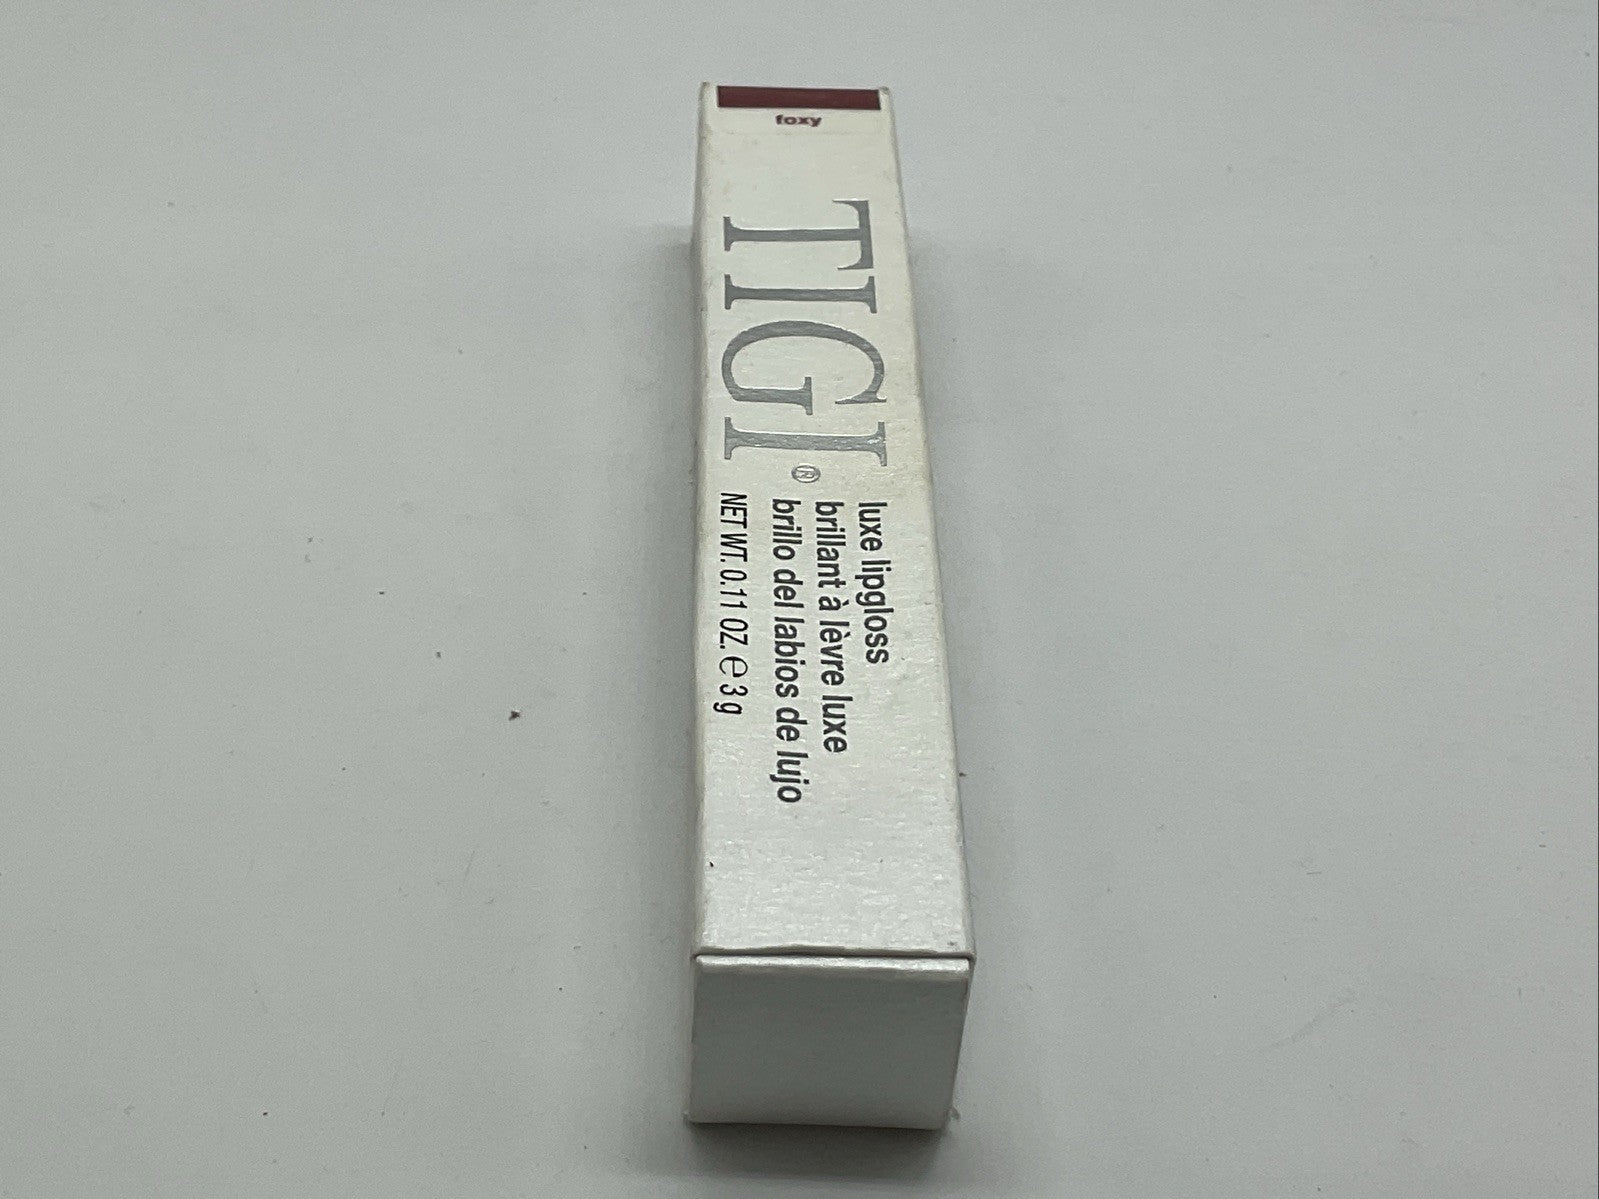 foxy
TIGI®
luxe lipgloss
brillant à lèvre luxe
brillo del labios de lujo
NET WT. 0.11 OZ. ℮ 3 g